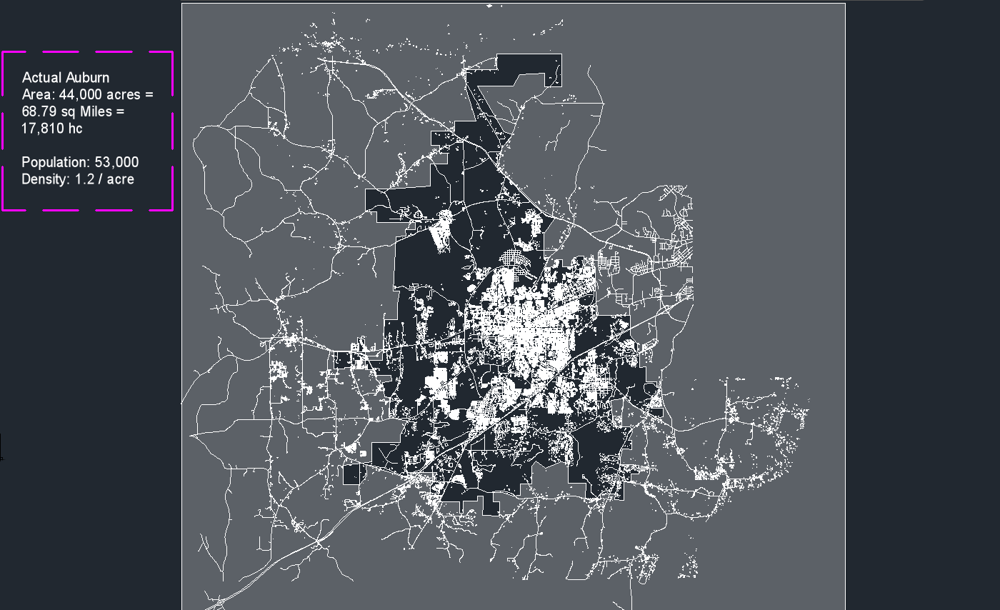 Actual Auburn
Area: 44,000 acres =
68.79 sq Miles =
17,810 hc
Population: 53,000
Density: 1.2 / acre